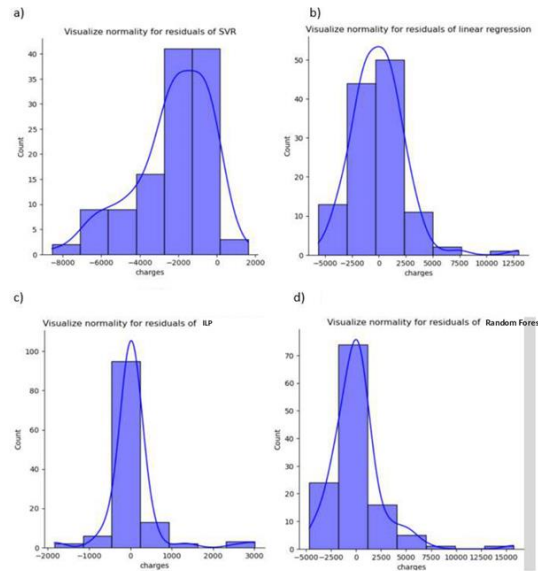 a)
Visualize normality for residuals of SVR
40
35
30
25
20
15
10
5
0
Count
−8000 −6000 −4000 −2000 0 2000
charges
b)
Visualize normality for residuals of linear regression
50
40
30
20
10
0
Count
−5000 −2500 0 2500 5000 7500 10000 12500
charges
c)
Visualize normality for residuals of ILP
100
80
60
40
20
0
Count
−2000 −1000 0 1000 2000 3000
charges
d)
Visualize normality for residuals of Random Fores
70
60
50
40
30
20
10
0
Count
−5000 −2500 0 2500 5000 7500 10000 12500 15000
charges